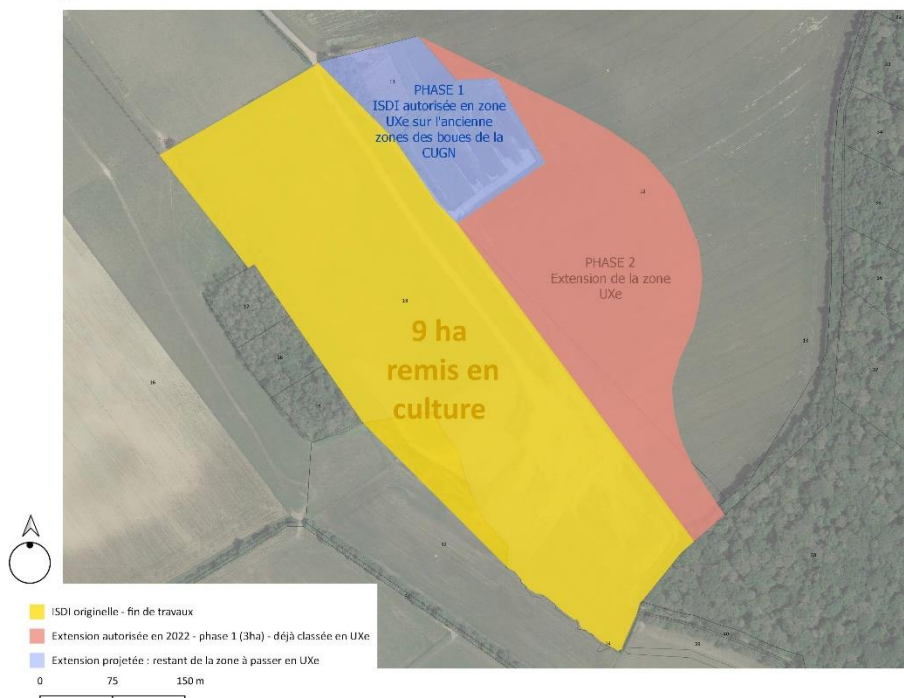 PHASE 1
ISDI autorisée en zone
UXe sur l'ancienne
zones des boues de la
CUGN
PHASE 2
Extension de la zone
UXe
9 ha
remis en
culture
ISDI originelle - fin de travaux
Extension autorisée en 2022 - phase 1 (3ha) - déjà classée en UXe
Extension projetée : restant de la zone à passer en UXe
0 75 150 m